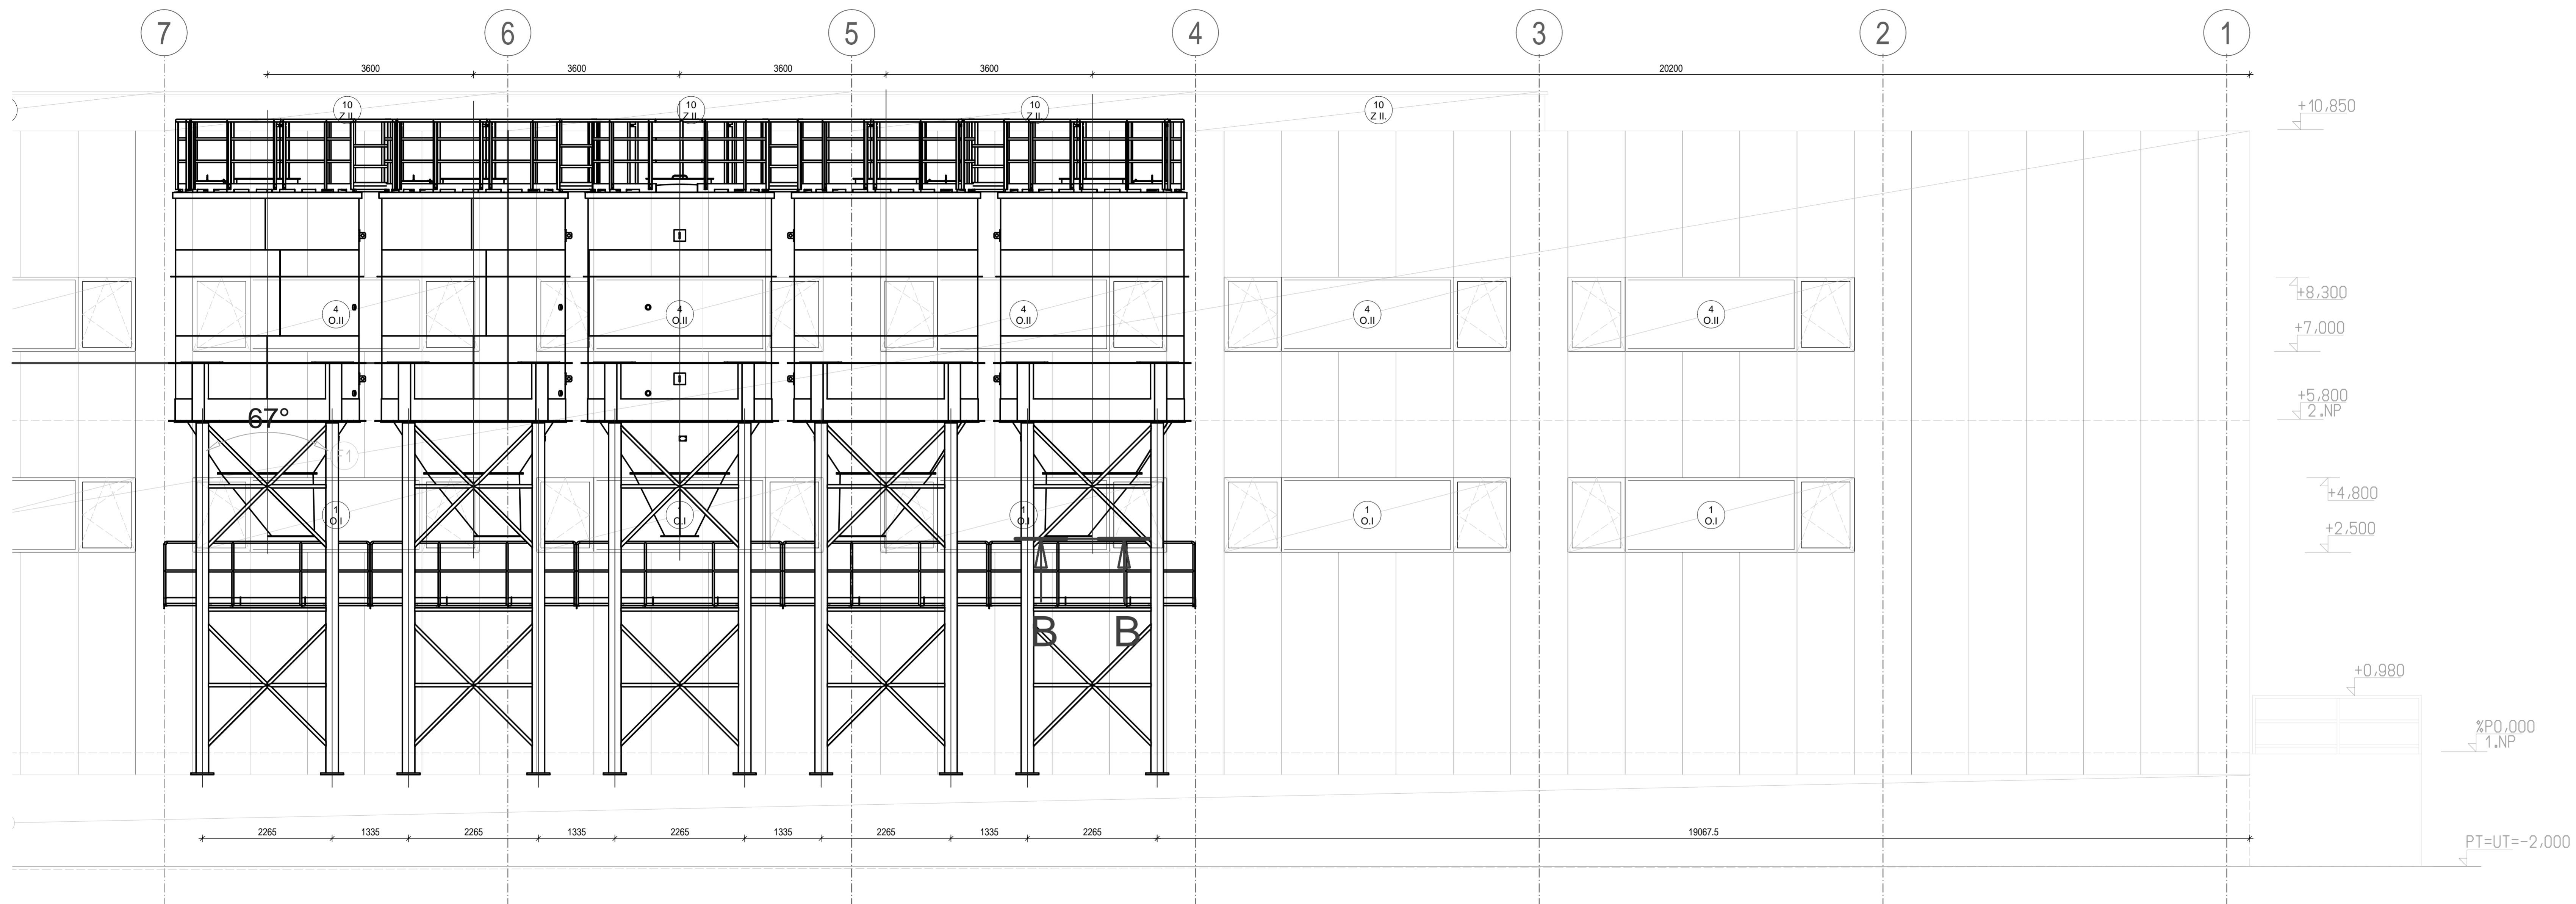 7
6
5
4
3
2
1
3600
3600
3600
3600
20200
10
Z II.
10
Z II.
10
Z II.
10
Z II.
+10,850
4
O.II
4
O.II
4
O.II
4
O.II
4
O.II
+8,300
+7,000
+5,800
2.NP
67°
F1
1
O.I
O.I
1
O.I
1
O.I
1
O.I
+4,800
+2,500
B
B
+0,980
%P0,000
1.NP
2265
1335
2265
1335
2265
1335
2265
1335
2265
19067.5
PT=UT=-2,000